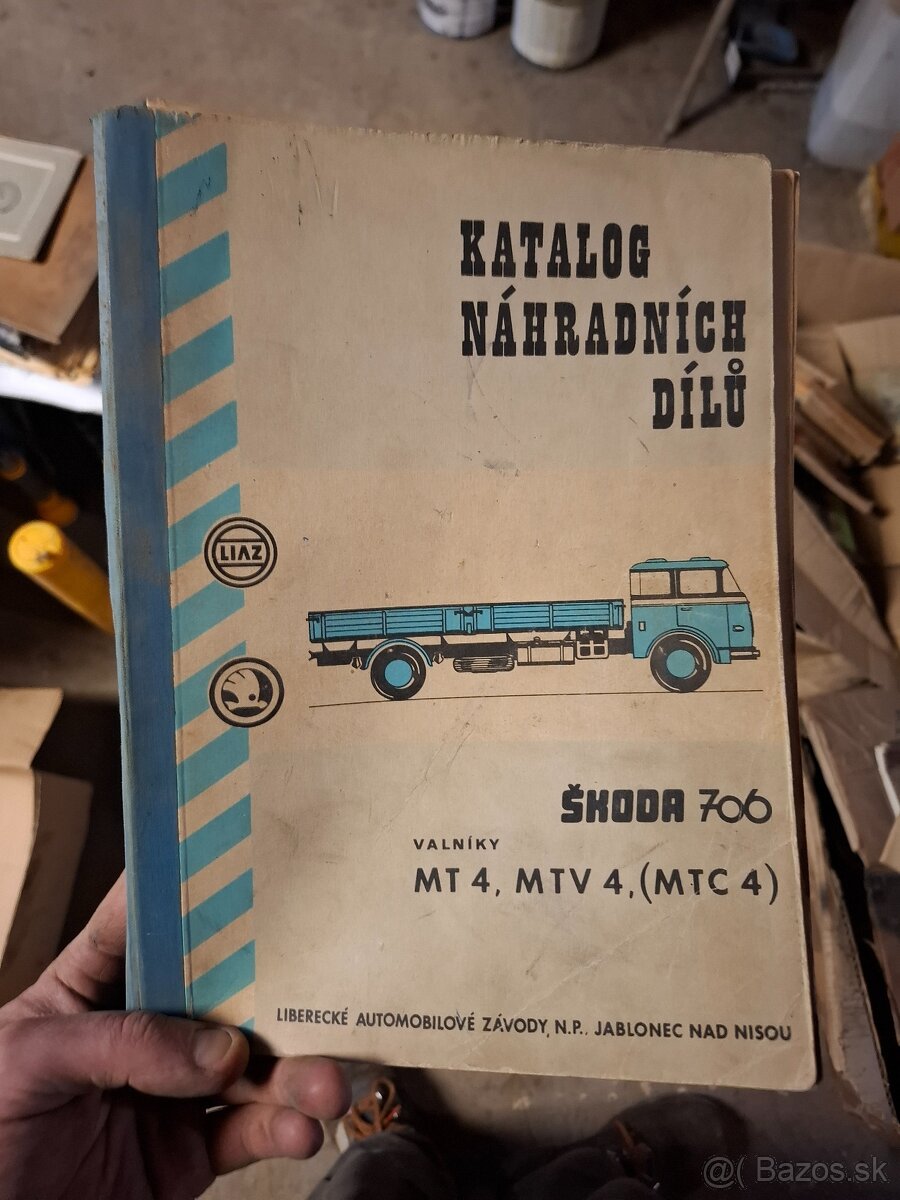 KATALOG
NÁHRADNÍCH
DÍLŮ
LIAZ
ŠKODA 706
VALNÍKY
MT 4, MTV 4, (MTC 4)
LIBERECKÉ AUTOMOBILOVÉ ZÁVODY, N.P., JABLONEC NAD NISOU
@( Bazos.sk